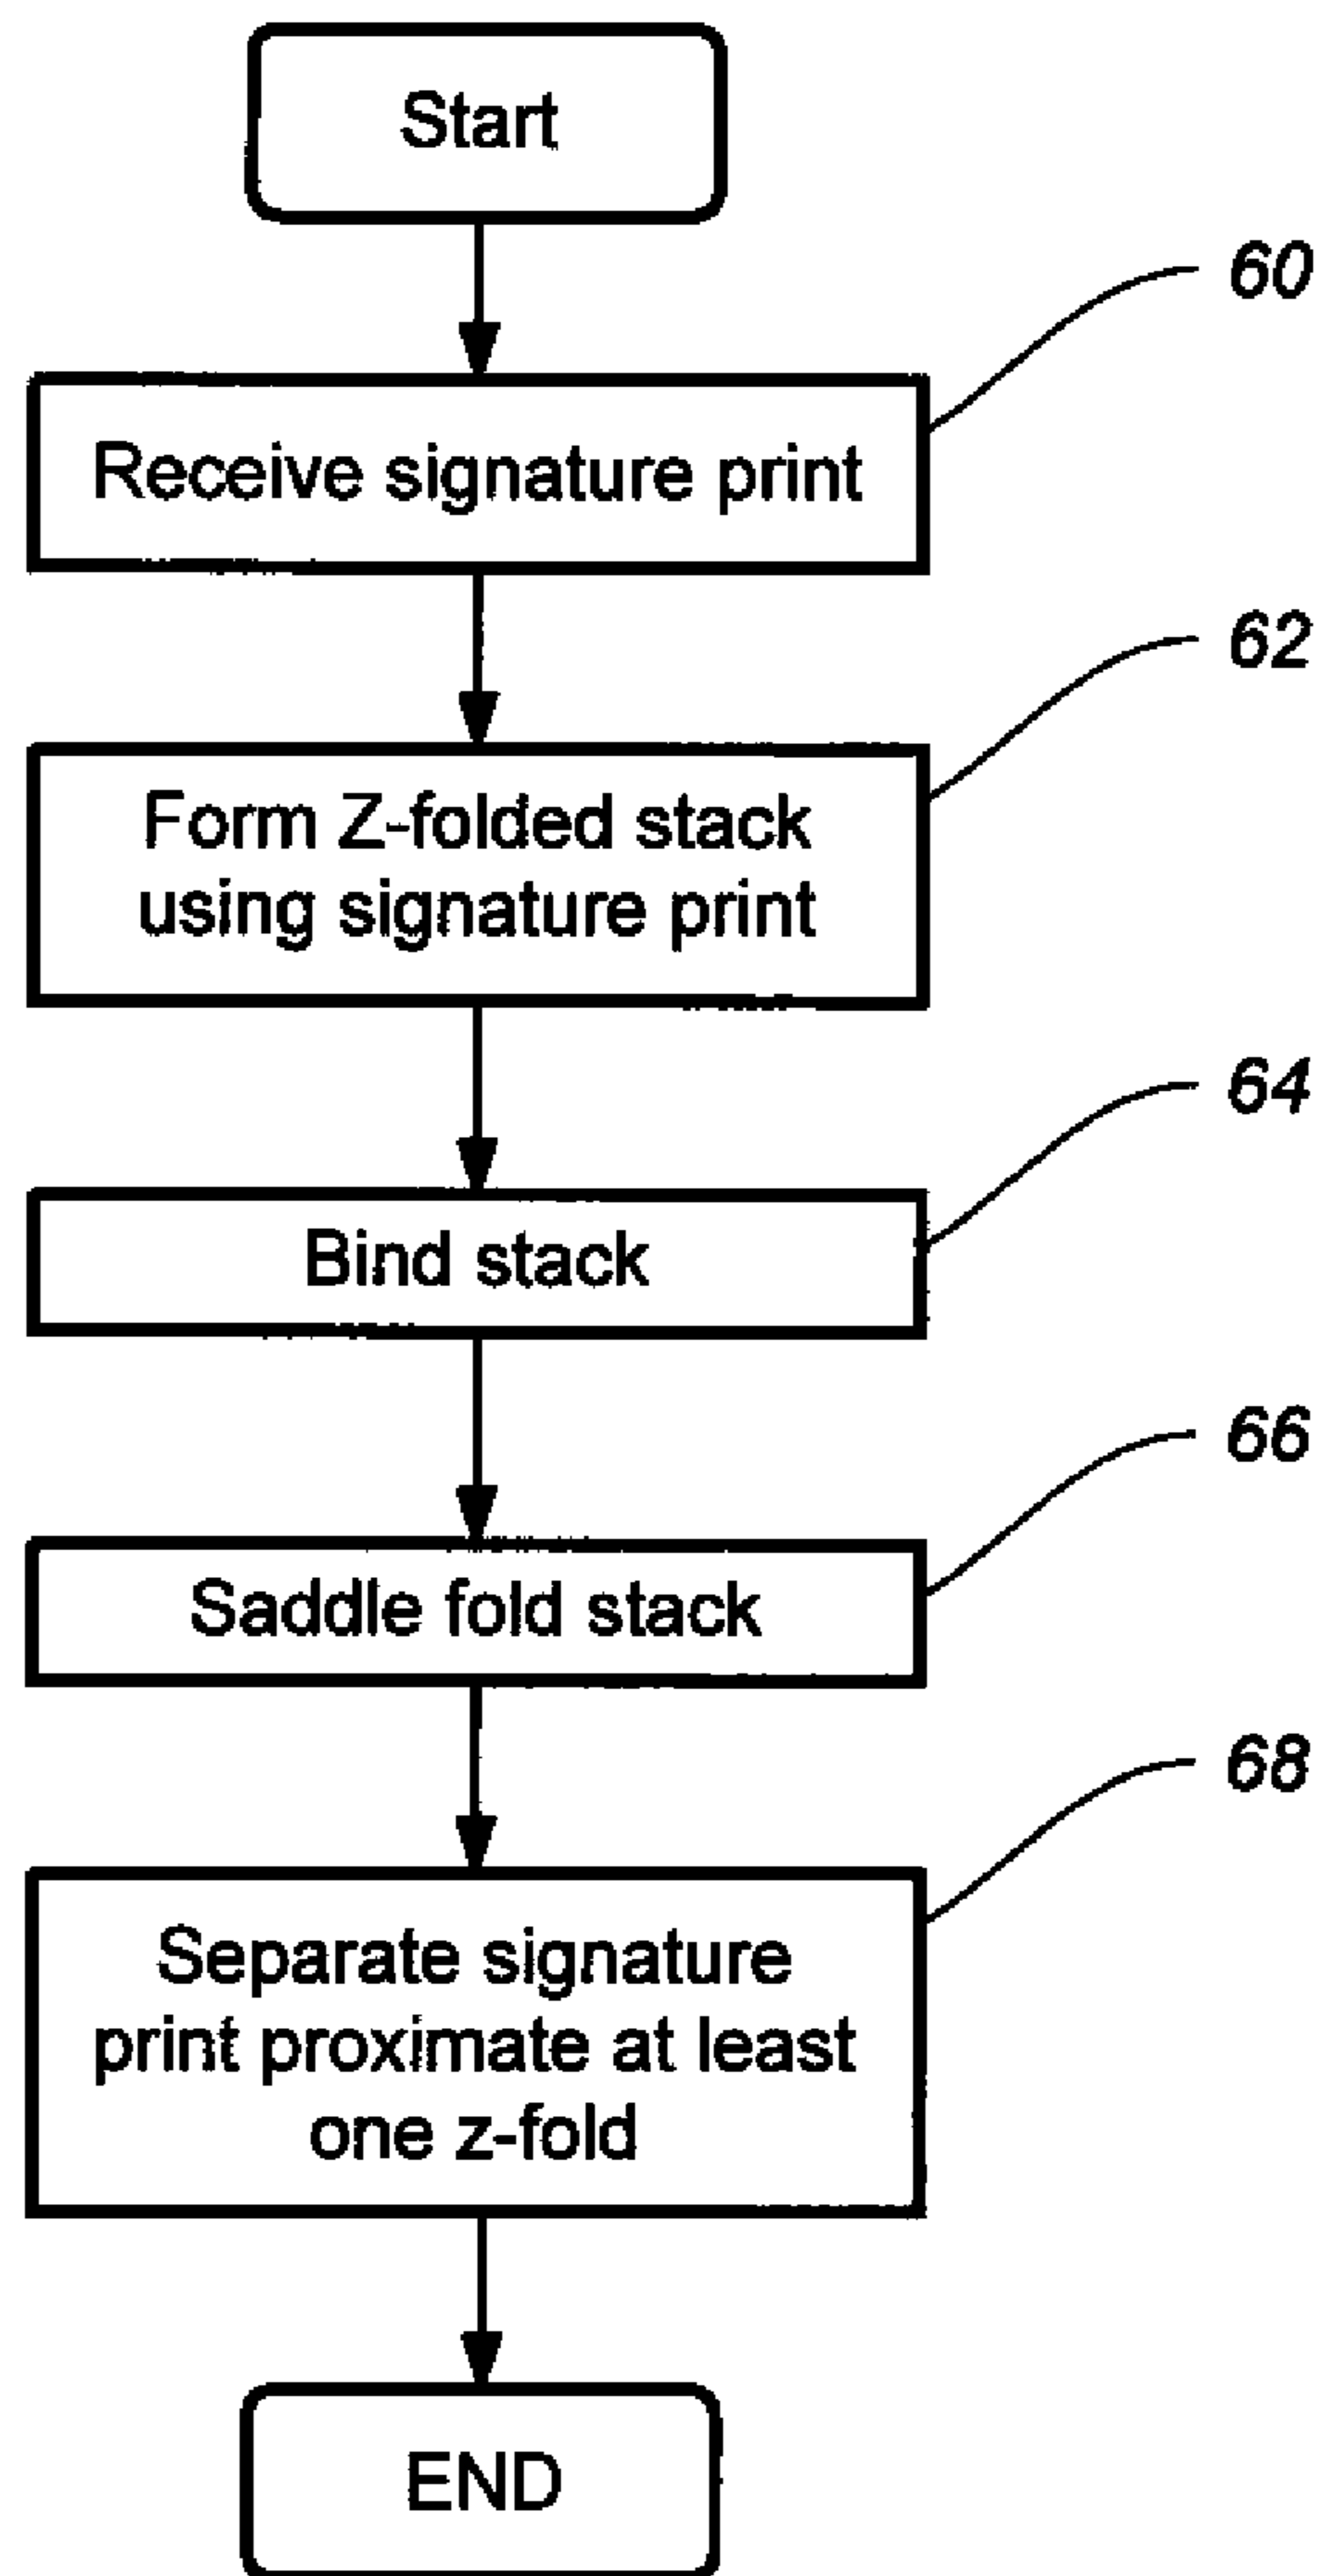 Start
60
Receive signature print
62
Form Z-folded stack
using signature print
64
Bind stack
66
Saddle fold stack
68
Separate signature
print proximate at least
one z-fold
END